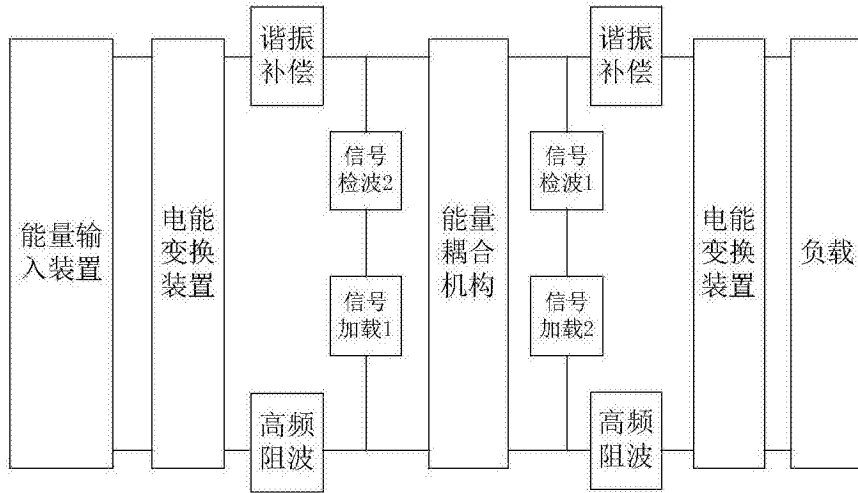 能量输
入装置
电能
变换
装置
谐振
补偿
信号
检波2
信号
加载1
高频
阻波
能量
耦合
机构
谐振
补偿
信号
检波1
信号
加载2
高频
阻波
电能
变换
装置
负载